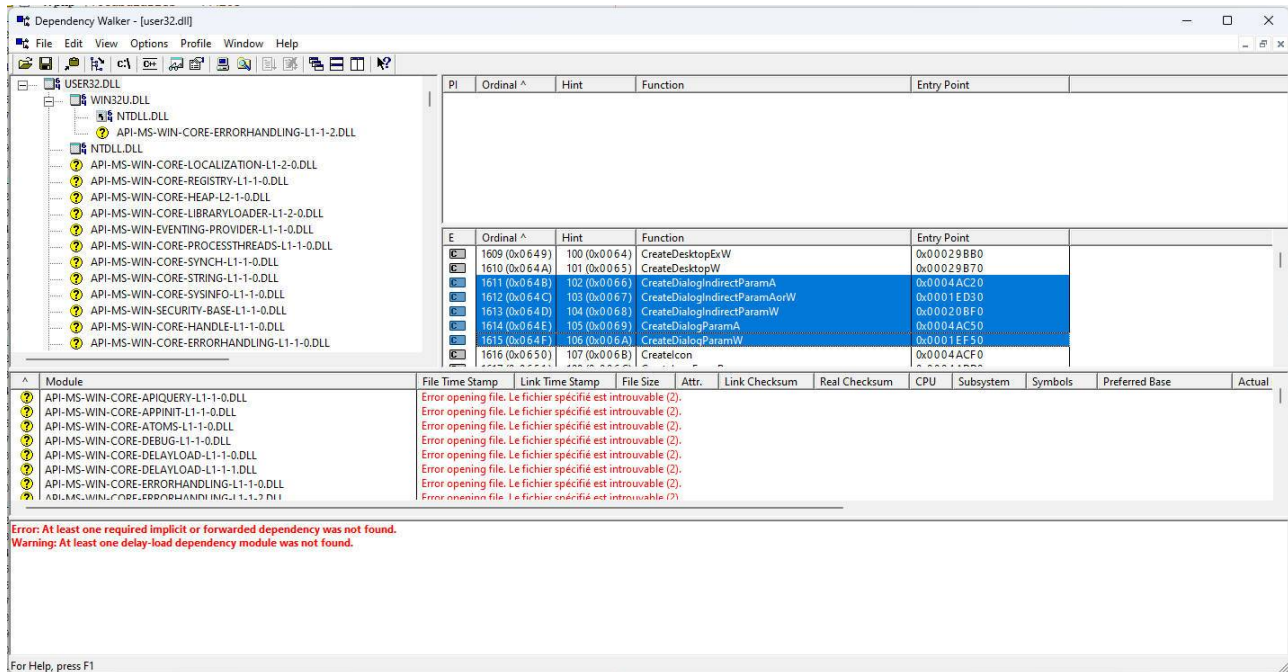 Dependency Walker - [user32.dll]
File Edit View Options Profile Window Help
USER32.DLL
WIN32U.DLL
NTDLL.DLL
API-MS-WIN-CORE-ERRORHANDLING-L1-1-2.DLL
NTDLL.DLL
API-MS-WIN-CORE-LOCALIZATION-L1-2-0.DLL
API-MS-WIN-CORE-REGISTRY-L1-1-0.DLL
API-MS-WIN-CORE-HEAP-L2-1-0.DLL
API-MS-WIN-CORE-LIBRARYLOADER-L1-2-0.DLL
API-MS-WIN-EVENTING-PROVIDER-L1-1-0.DLL
API-MS-WIN-CORE-PROCESSTHREADS-L1-1-0.DLL
API-MS-WIN-CORE-SYNCH-L1-1-0.DLL
API-MS-WIN-CORE-STRING-L1-1-0.DLL
API-MS-WIN-CORE-SYSINFO-L1-1-0.DLL
API-MS-WIN-SECURITY-BASE-L1-1-0.DLL
API-MS-WIN-CORE-HANDLE-L1-1-0.DLL
API-MS-WIN-CORE-ERRORHANDLING-L1-1-0.DLL
PI Ordinal ^ Hint Function Entry Point
E Ordinal ^ Hint Function Entry Point
C 1609 (0x0649) 100 (0x0064) CreateDesktopExW 0x00029BB0
C 1610 (0x064A) 101 (0x0065) CreateDesktopW 0x00029B70
C 1611 (0x064B) 102 (0x0066) CreateDialogIndirectParamA 0x0004AC20
C 1612 (0x064C) 103 (0x0067) CreateDialogIndirectParamAorW 0x0001ED30
C 1613 (0x064D) 104 (0x0068) CreateDialogIndirectParamW 0x00020BF0
C 1614 (0x064E) 105 (0x0069) CreateDialogParamA 0x0004AC50
C 1615 (0x064F) 106 (0x006A) CreateDialogParamW 0x0001EF50
C 1616 (0x0650) 107 (0x006B) CreateIcon 0x0004ACF0
^ Module File Time Stamp Link Time Stamp File Size Attr. Link Checksum Real Checksum CPU Subsystem Symbols Preferred Base Actual
API-MS-WIN-CORE-APIQUERY-L1-1-0.DLL Error opening file. Le fichier spécifié est introuvable (2).
API-MS-WIN-CORE-APPINIT-L1-1-0.DLL Error opening file. Le fichier spécifié est introuvable (2).
API-MS-WIN-CORE-ATOMS-L1-1-0.DLL Error opening file. Le fichier spécifié est introuvable (2).
API-MS-WIN-CORE-DEBUG-L1-1-0.DLL Error opening file. Le fichier spécifié est introuvable (2).
API-MS-WIN-CORE-DELAYLOAD-L1-1-0.DLL Error opening file. Le fichier spécifié est introuvable (2).
API-MS-WIN-CORE-DELAYLOAD-L1-1-1.DLL Error opening file. Le fichier spécifié est introuvable (2).
API-MS-WIN-CORE-ERRORHANDLING-L1-1-0.DLL Error opening file. Le fichier spécifié est introuvable (2).
API-MS-WIN-CORE-ERRORHANDLING-L1-1-2.DLL Error opening file. Le fichier spécifié est introuvable (2).
Error: At least one required implicit or forwarded dependency was not found.
Warning: At least one delay-load dependency module was not found.
For Help, press F1